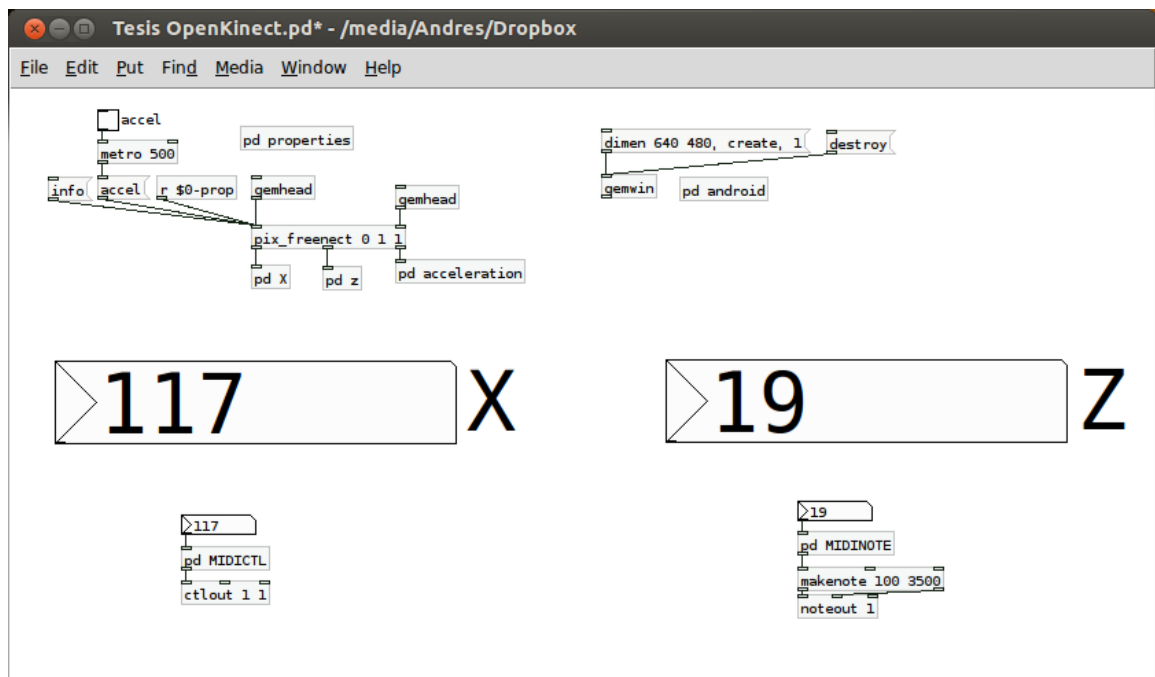 Tesis OpenKinect.pd* - /media/Andres/Dropbox
File Edit Put Find Media Window Help
accel
metro 500
pd properties
dimen 640 480, create, 1
destroy
info
accel
r $0-prop
gemhead
gemhead
gemwin
pd android
pix_freenect 0 1 1
pd X
pd z
pd acceleration
117
X
19
Z
117
pd MIDICTL
ctlout 1 1
19
pd MIDINOTE
makenote 100 3500
noteout 1